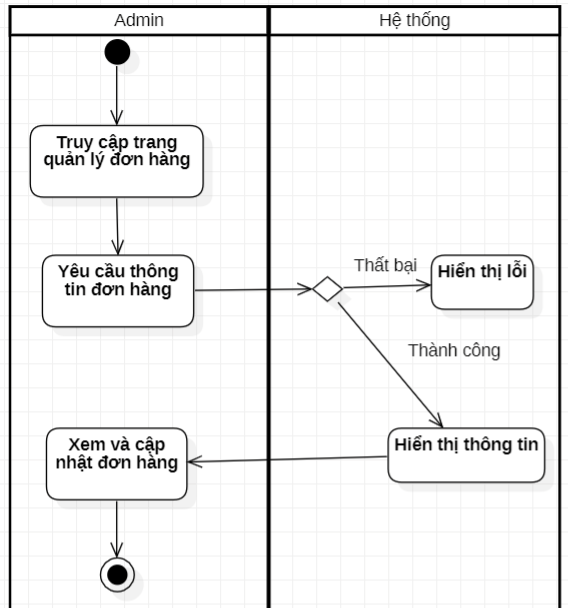 Admin
Hệ thống
Truy cập trang
quản lý đơn hàng
Yêu cầu thông
tin đơn hàng
Thất bại
Hiển thị lỗi
Thành công
Xem và cập
nhật đơn hàng
Hiển thị thông tin